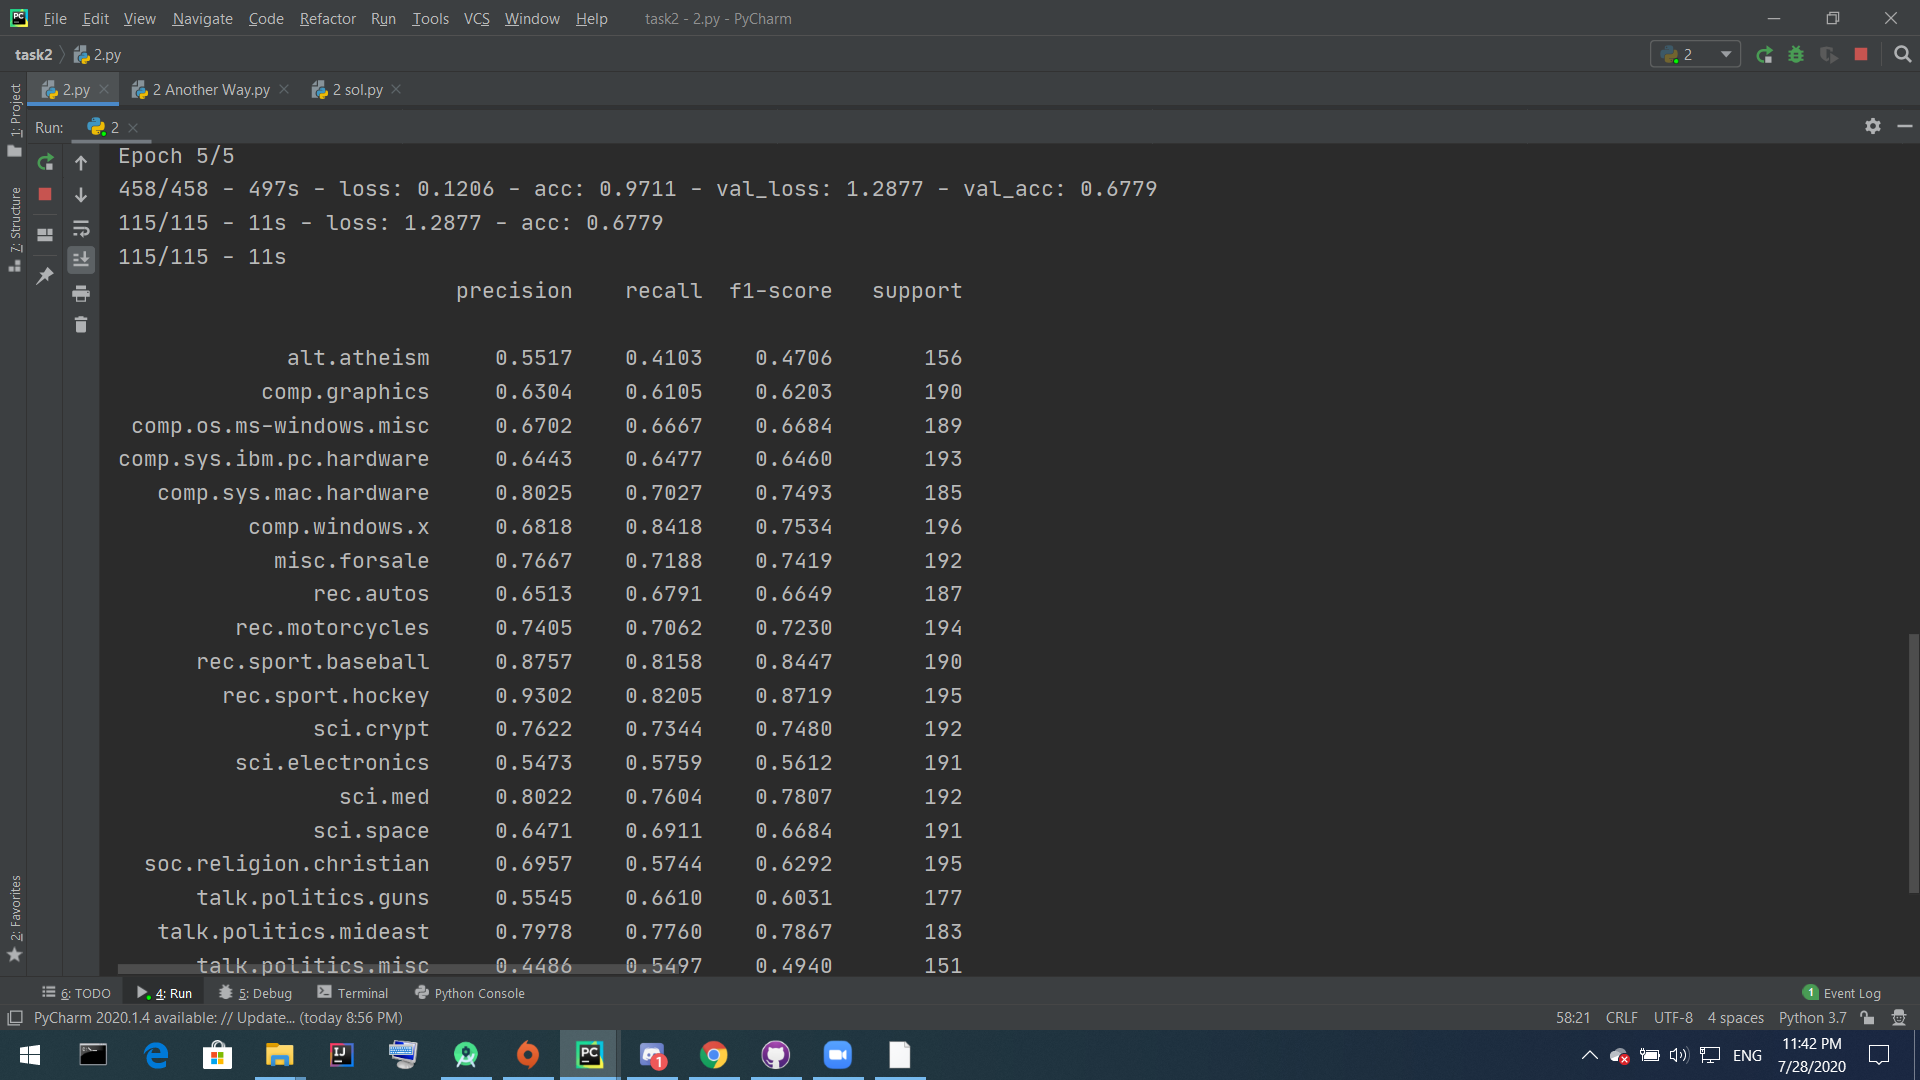 File Edit View Navigate Code Refactor Run Tools VCS Window Help task2 - 2.py - PyCharm
task2 2.py 2
2.py 2 Another Way.py 2 sol.py
1: Project
7: Structure
2: Favorites
Run: 2
Epoch 5/5
458/458 - 497s - loss: 0.1206 - acc: 0.9711 - val_loss: 1.2877 - val_acc: 0.6779
115/115 - 11s - loss: 1.2877 - acc: 0.6779
115/115 - 11s
precision recall f1-score support
alt.atheism 0.5517 0.4103 0.4706 156
comp.graphics 0.6304 0.6105 0.6203 190
comp.os.ms-windows.misc 0.6702 0.6667 0.6684 189
comp.sys.ibm.pc.hardware 0.6443 0.6477 0.6460 193
comp.sys.mac.hardware 0.8025 0.7027 0.7493 185
comp.windows.x 0.6818 0.8418 0.7534 196
misc.forsale 0.7667 0.7188 0.7419 192
rec.autos 0.6513 0.6791 0.6649 187
rec.motorcycles 0.7405 0.7062 0.7230 194
rec.sport.baseball 0.8757 0.8158 0.8447 190
rec.sport.hockey 0.9302 0.8205 0.8719 195
sci.crypt 0.7622 0.7344 0.7480 192
sci.electronics 0.5473 0.5759 0.5612 191
sci.med 0.8022 0.7604 0.7807 192
sci.space 0.6471 0.6911 0.6684 191
soc.religion.christian 0.6957 0.5744 0.6292 195
talk.politics.guns 0.5545 0.6610 0.6031 177
talk.politics.mideast 0.7978 0.7760 0.7867 183
talk.politics.misc 0.4486 0.5497 0.4940 151
6: TODO 4: Run 5: Debug Terminal Python Console 1 Event Log
PyCharm 2020.1.4 available: // Update... (today 8:56 PM) 58:21 CRLF UTF-8 4 spaces Python 3.7
ENG 11:42 PM
7/28/2020